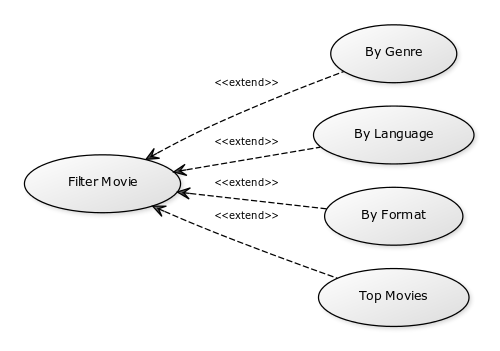 By Genre
<<extend>>
By Language
<<extend>>
Filter Movie
<<extend>>
By Format
<<extend>>
Top Movies